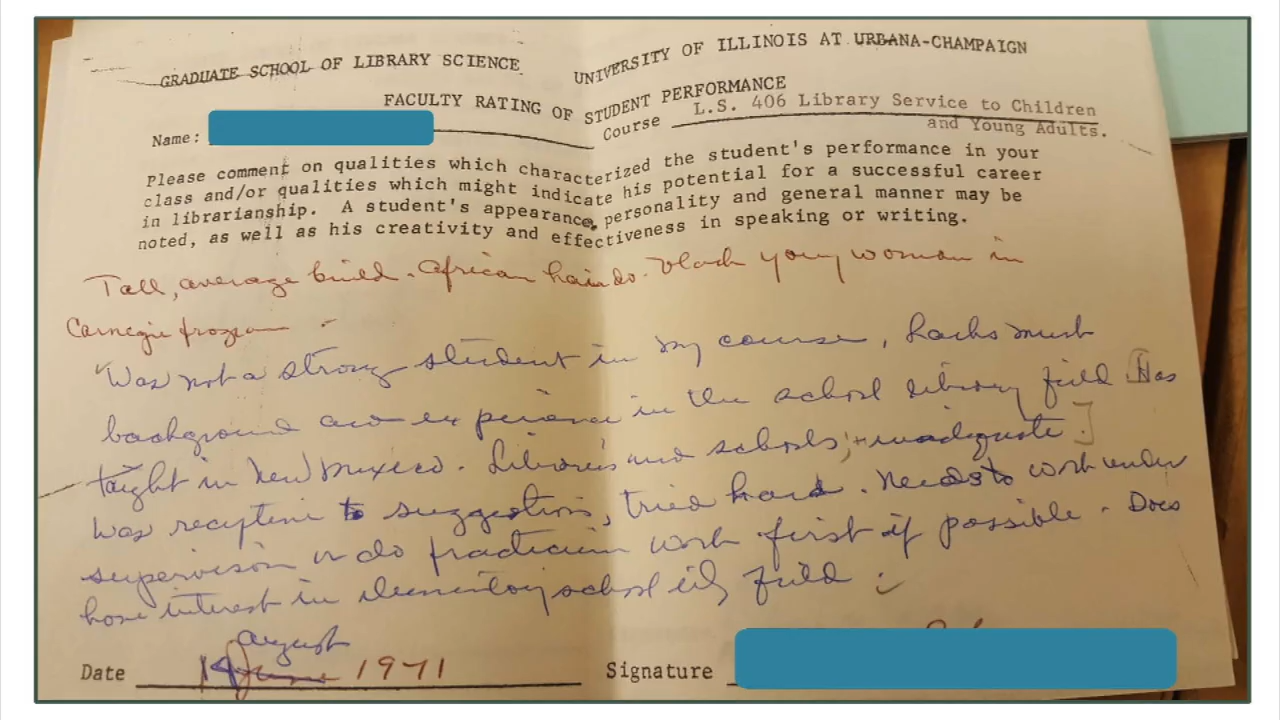 GRADUATE SCHOOL OF LIBRARY SCIENCE UNIVERSITY OF ILLINOIS AT URBANA-CHAMPAIGN
FACULTY RATING OF STUDENT PERFORMANCE
Name: Course L.S. 406 Library Service to Children
and Young Adults.
Please comment on qualities which characterized the student's performance in your
class and/or qualities which might indicate his potential for a successful career
in librarianship. A student's appearance, personality and general manner may be
noted, as well as his creativity and effectiveness in speaking or writing.
Tall, average build. African hairdo. black young woman in
Carnegie program.
Was not a strong student in my course, Lacks much
background and experience in the school library field [Has
taught in New Mexico. Libraries and schools, inadequate.]
Was receptive to suggestions, tried hard. Needs to work under
supervision or do practicum work first if possible. Does
have interest in elementary school field.
August
14 June 1971
Date Signature